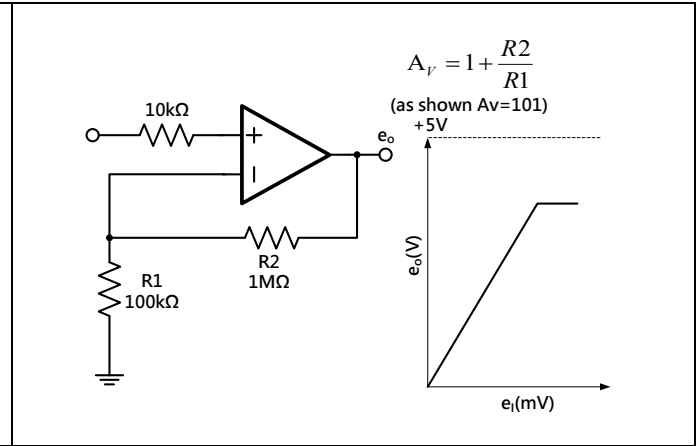 A_V = 1 + R2/R1
(as shown Av=101)
+5V
10kΩ
+
e_o
R2
1MΩ
R1
100kΩ
e_o(V)
e_I(mV)